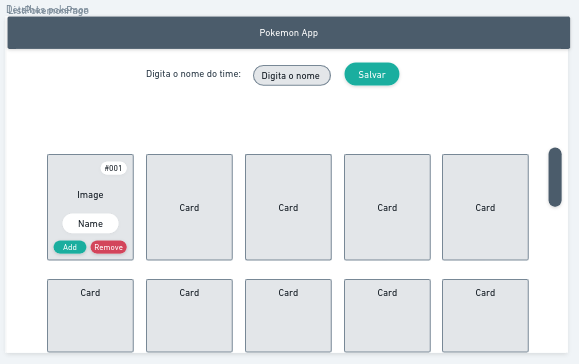 Pokemon App
Digita o nome do time: Digita o nome Salvar
#001
Image
Name
Add Remove
Card Card Card Card
Card Card Card Card Card